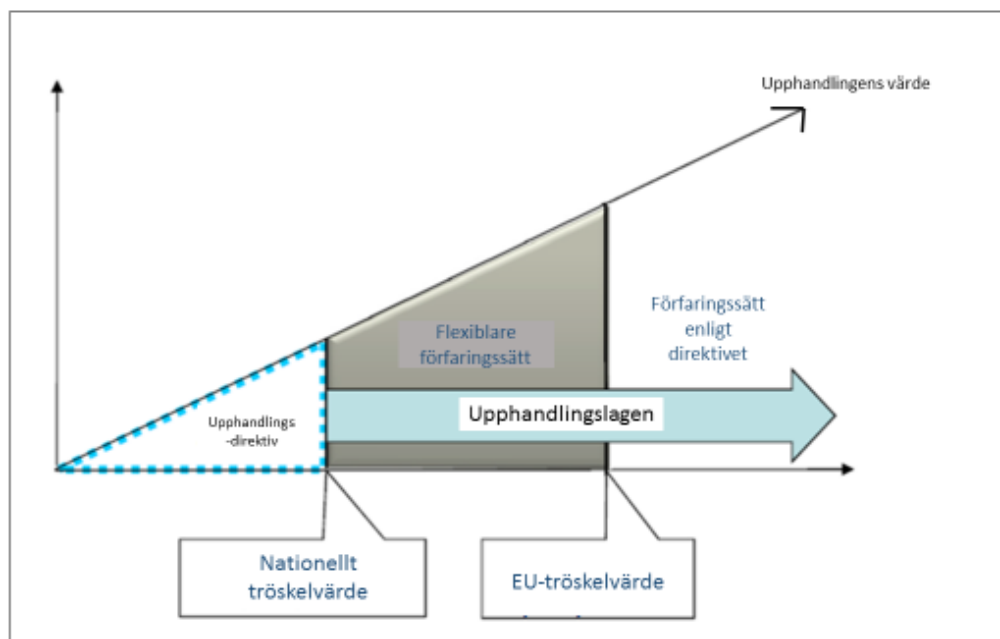 Upphandlingens värde
Förfaringssätt
enligt
direktivet
Flexiblare
förfaringssätt
Upphandlingslagen
Upphandlings
-direktiv
Nationellt
tröskelvärde
EU-tröskelvärde